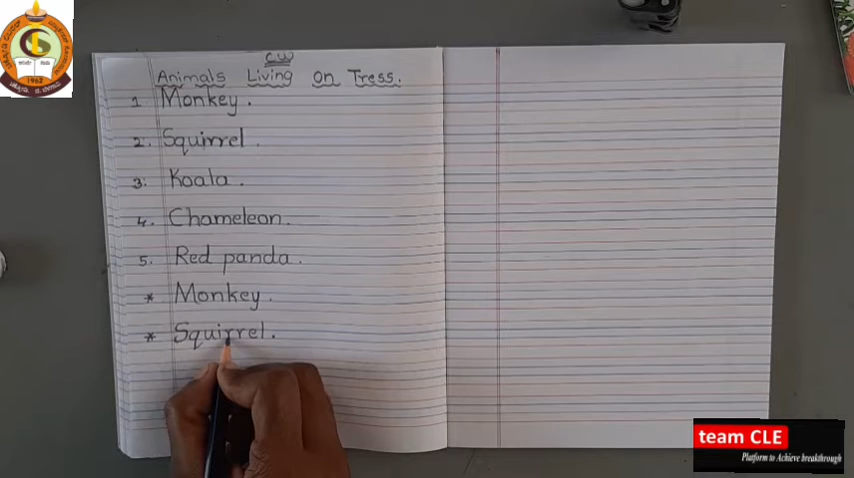 CW
Animals Living on Tress.
1. Monkey.
2. Squirrel.
3. Koala.
4. Chameleon.
5. Red panda.
* Monkey.
* Squirrel.
1962
team CLE
Platform to Achieve breakthrough